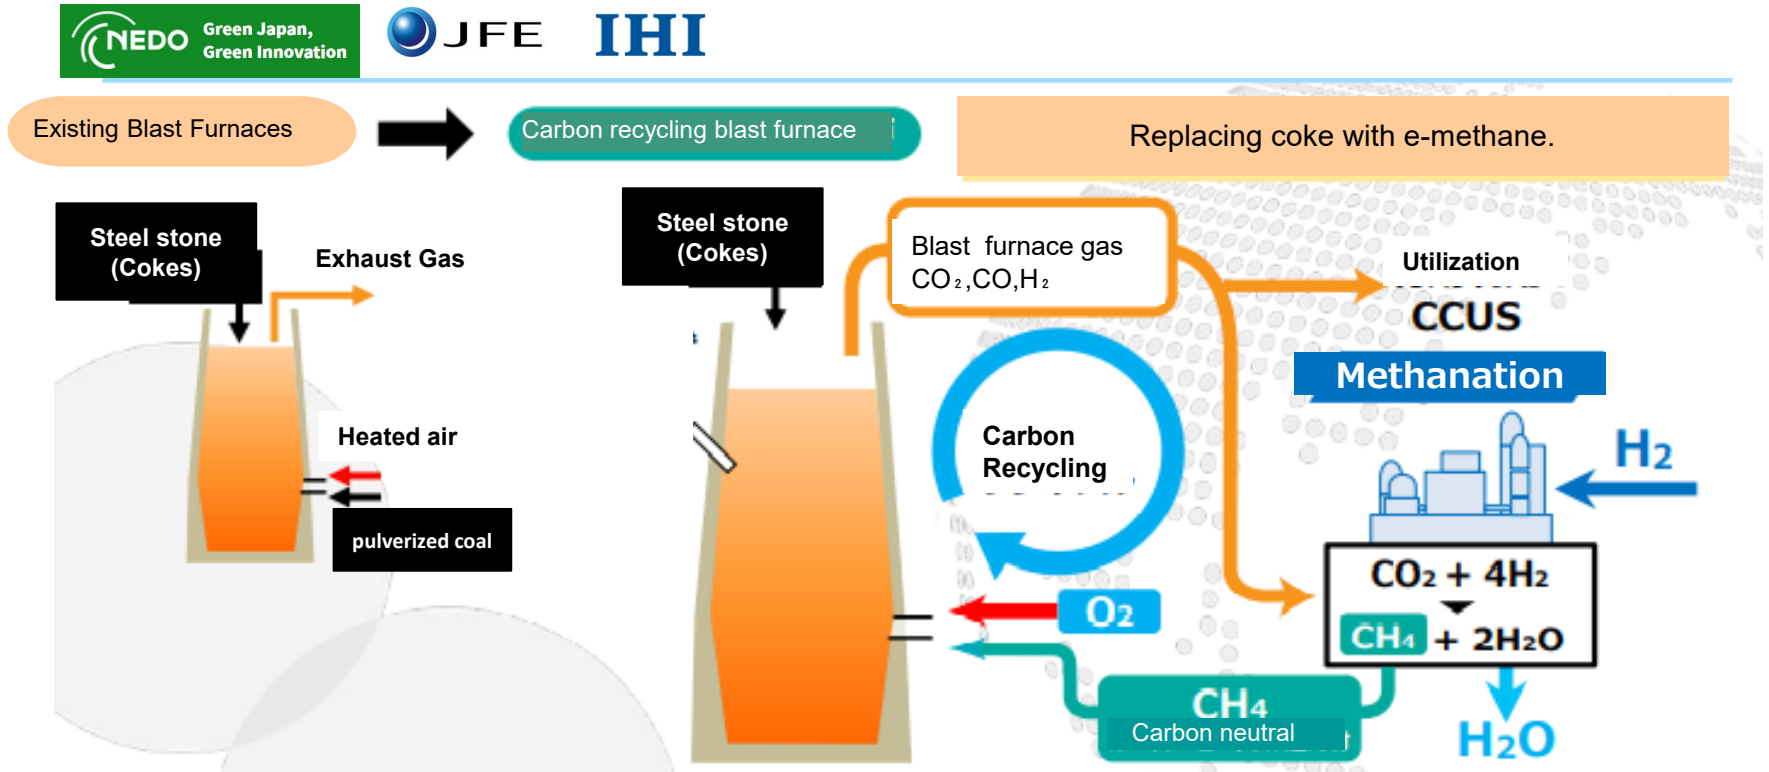 NEDO
Green Japan,
Green Innovation
JFE
IHI
Existing Blast Furnaces
Carbon recycling blast furnace
Replacing coke with e-methane.
Steel stone
(Cokes)
Exhaust Gas
Heated air
pulverized coal
Steel stone
(Cokes)
Blast furnace gas
CO₂,CO,H₂
Utilization
CCUS
Methanation
Carbon
Recycling
H₂
CO₂ + 4H₂
CH₄ + 2H₂O
O₂
CH₄
Carbon neutral
H₂O